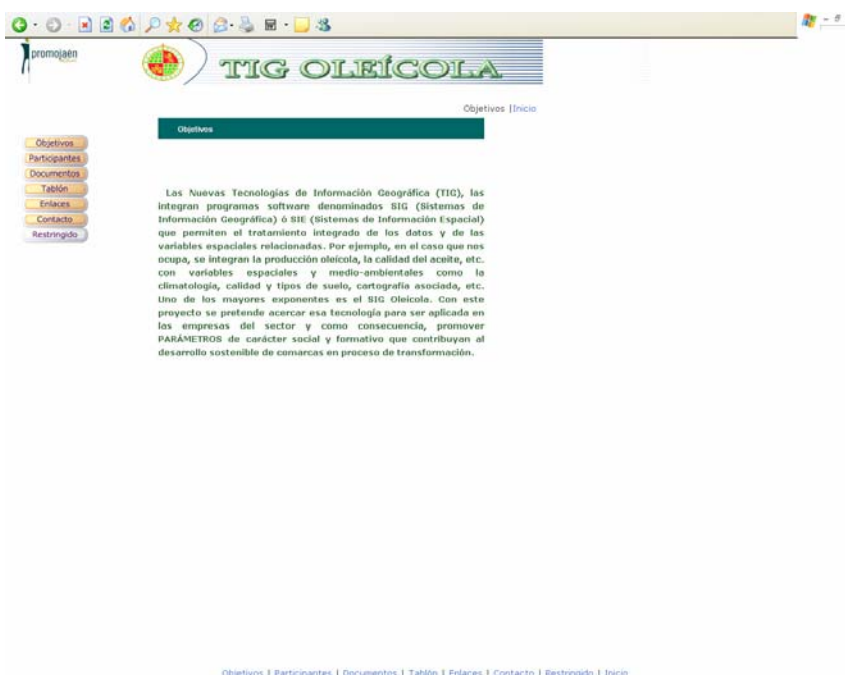 promojaén
TIG OLEÍCOLA
Objetivos |Inicio
Objetivos
Objetivos
Participantes
Documentos
Tablón
Enlaces
Contacto
Restringido
Las Nuevas Tecnologías de Información Geográfica (TIG), las
integran programas software denominados SIG (Sistemas de
Información Geográfica) ó SIE (Sistemas de Información Espacial)
que permiten el tratamiento integrado de los datos y de las
variables espaciales relacionadas. Por ejemplo, en el caso que nos
ocupa, se integran la producción oleícola, la calidad del aceite, etc.
con variables espaciales y medio-ambientales como la
climatología, calidad y tipos de suelo, cartografía asociada, etc.
Uno de los mayores exponentes es el SIG Oleícola. Con este
proyecto se pretende acercar esa tecnología para ser aplicada en
las empresas del sector y como consecuencia, promover
PARÁMETROS de carácter social y formativo que contribuyan al
desarrollo sostenible de comarcas en proceso de transformación.
Objetivos | Participantes | Documentos | Tablón | Enlaces | Contacto | Restringido | Inicio